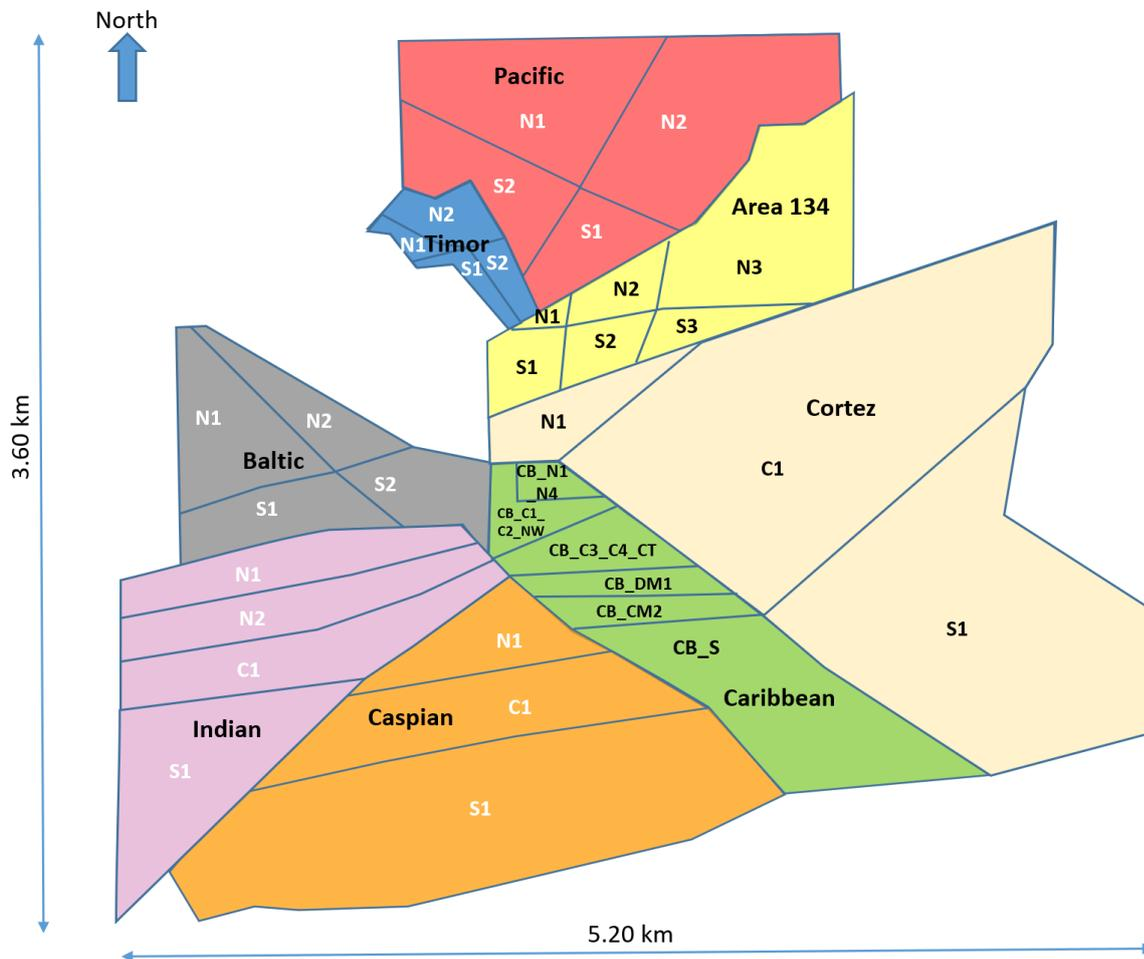 North
Pacific
N1
N2
S2
S1
Area 134
N3
N2
N1
S3
S2
S1
N2
N1
Timor
S1
S2
3.60 km
N1
N2
Baltic
S2
S1
N1
Cortez
C1
S1
CB_N1
_N4
CB_C1_
C2_NW
CB_C3_C4_CT
CB_DM1
CB_CM2
CB_S
Caribbean
N1
N2
C1
Indian
S1
N1
Caspian
C1
S1
5.20 km